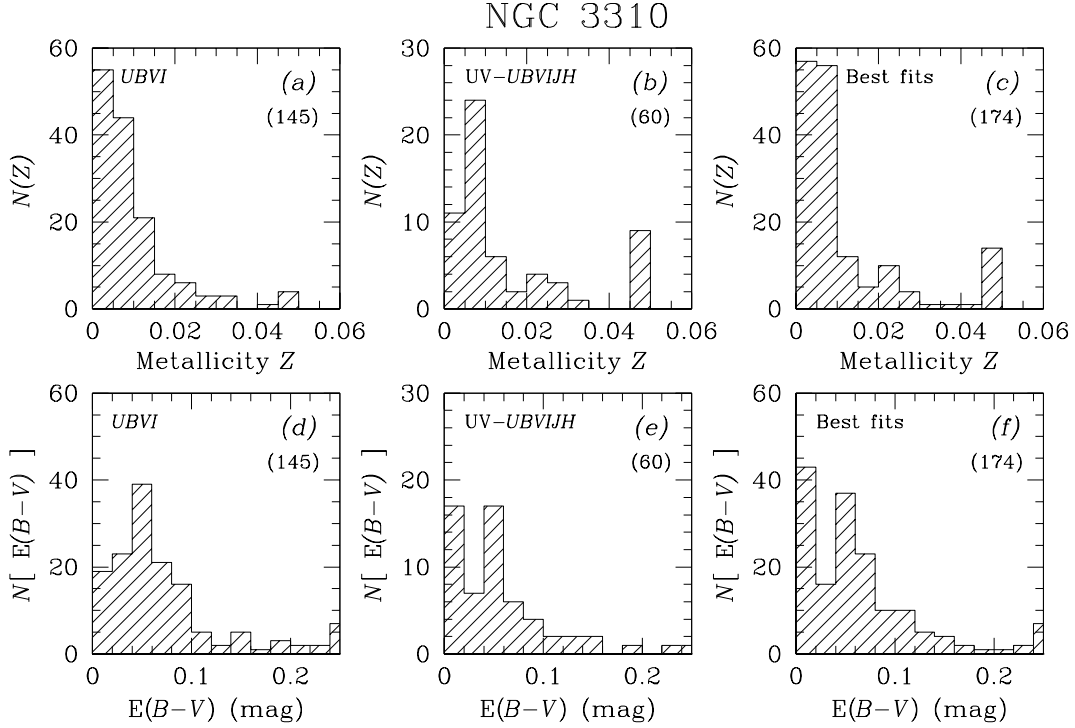 NGC 3310
60
40
20
0
N(Z)
UBVI
(a)
(145)
0
0.02
0.04
0.06
Metallicity Z
30
20
10
0
N(Z)
UV-UBVIJH
(b)
(60)
0
0.02
0.04
0.06
Metallicity Z
60
40
20
0
N(Z)
Best fits
(c)
(174)
0
0.02
0.04
0.06
Metallicity Z
60
40
20
0
N[ E(B-V) ]
UBVI
(d)
(145)
0
0.1
0.2
E(B-V) (mag)
30
20
10
0
N[ E(B-V) ]
UV-UBVIJH
(e)
(60)
0
0.1
0.2
E(B-V) (mag)
60
40
20
0
N[ E(B-V) ]
Best fits
(f)
(174)
0
0.1
0.2
E(B-V) (mag)